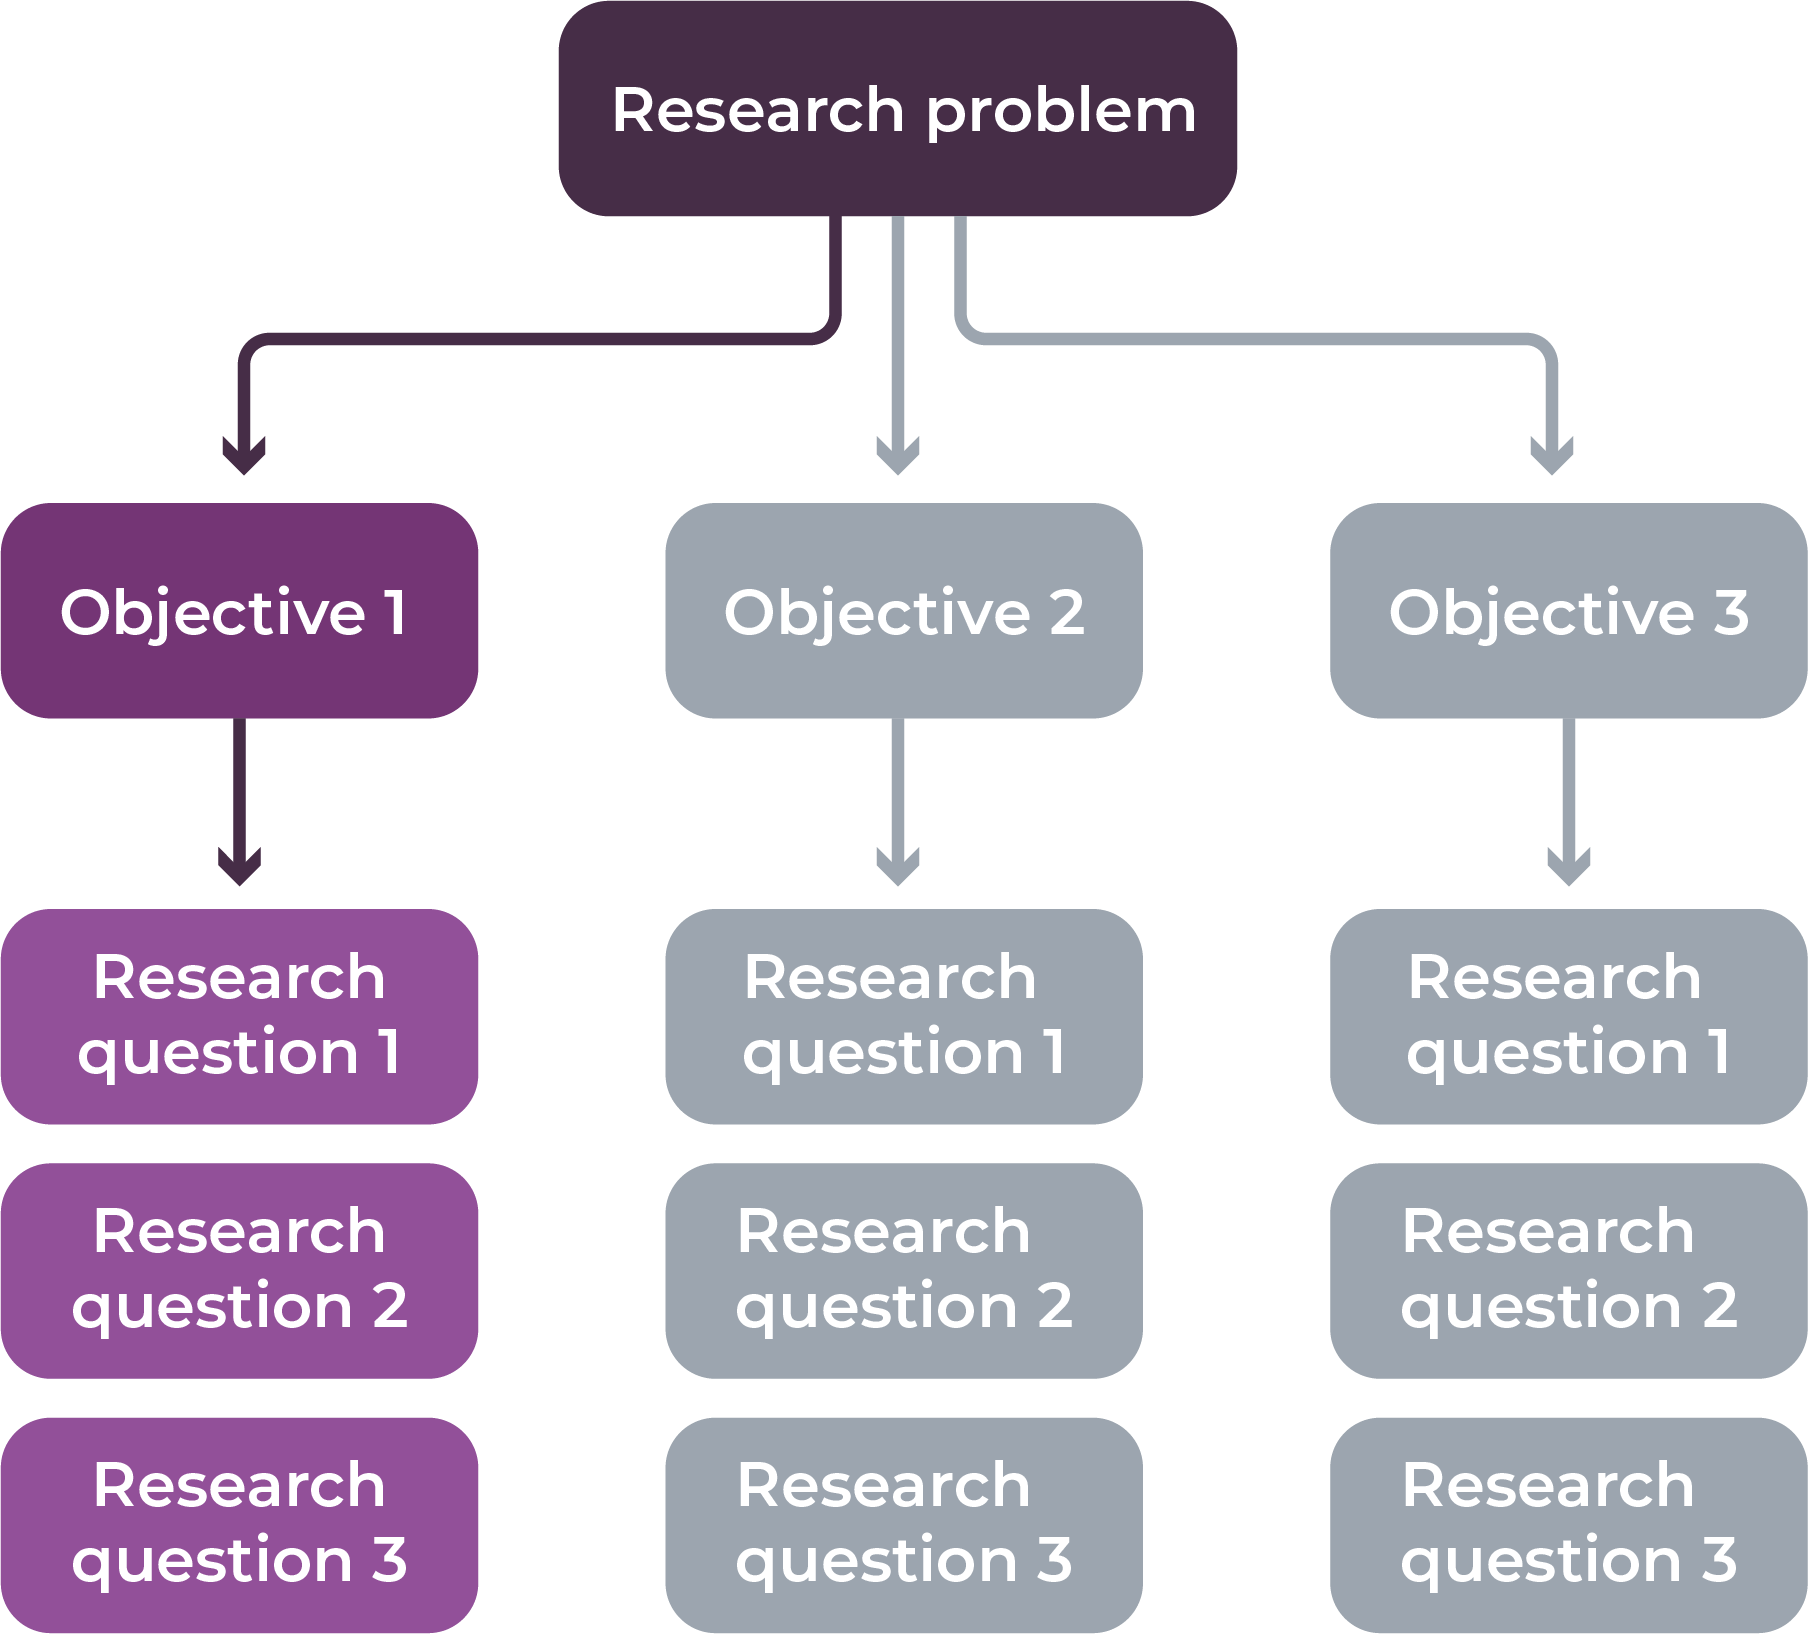 Research problem
Objective 1
Objective 2
Objective 3
Research
question 1
Research
question 1
Research
question 1
Research
question 2
Research
question 2
Research
question 2
Research
question 3
Research
question 3
Research
question 3